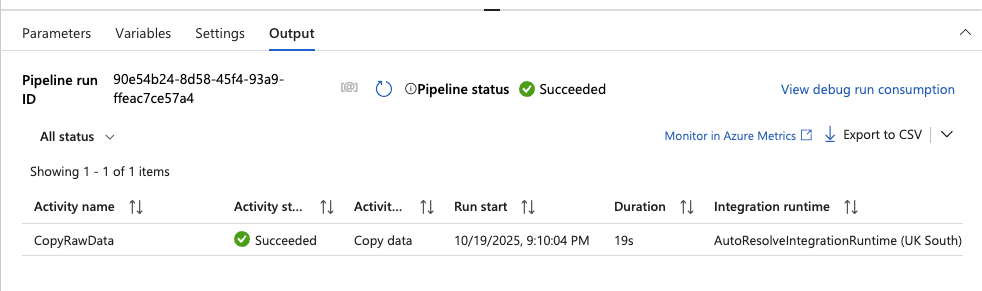 Parameters Variables Settings Output
Pipeline run ID 90e54b24-8d58-45f4-93a9-
ffeac7ce57a4
[@] Pipeline status Succeeded View debug run consumption
All status Monitor in Azure Metrics Export to CSV
Showing 1 - 1 of 1 items
Activity name Activity st... Activit... Run start Duration Integration runtime
CopyRawData Succeeded Copy data 10/19/2025, 9:10:04 PM 19s AutoResolveIntegrationRuntime (UK South)